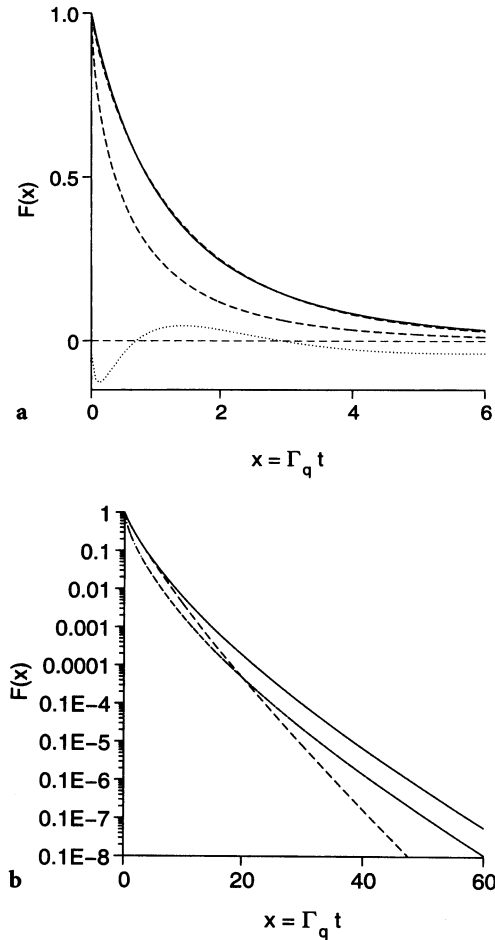 1.0
0.5
0
F(x)
0 2 4 6
a
x = Γq t
1
0.1
0.01
0.001
0.0001
0.1E−4
0.1E−5
0.1E−6
0.1E−7
0.1E−8
F(x)
0 20 40 60
b
x = Γq t